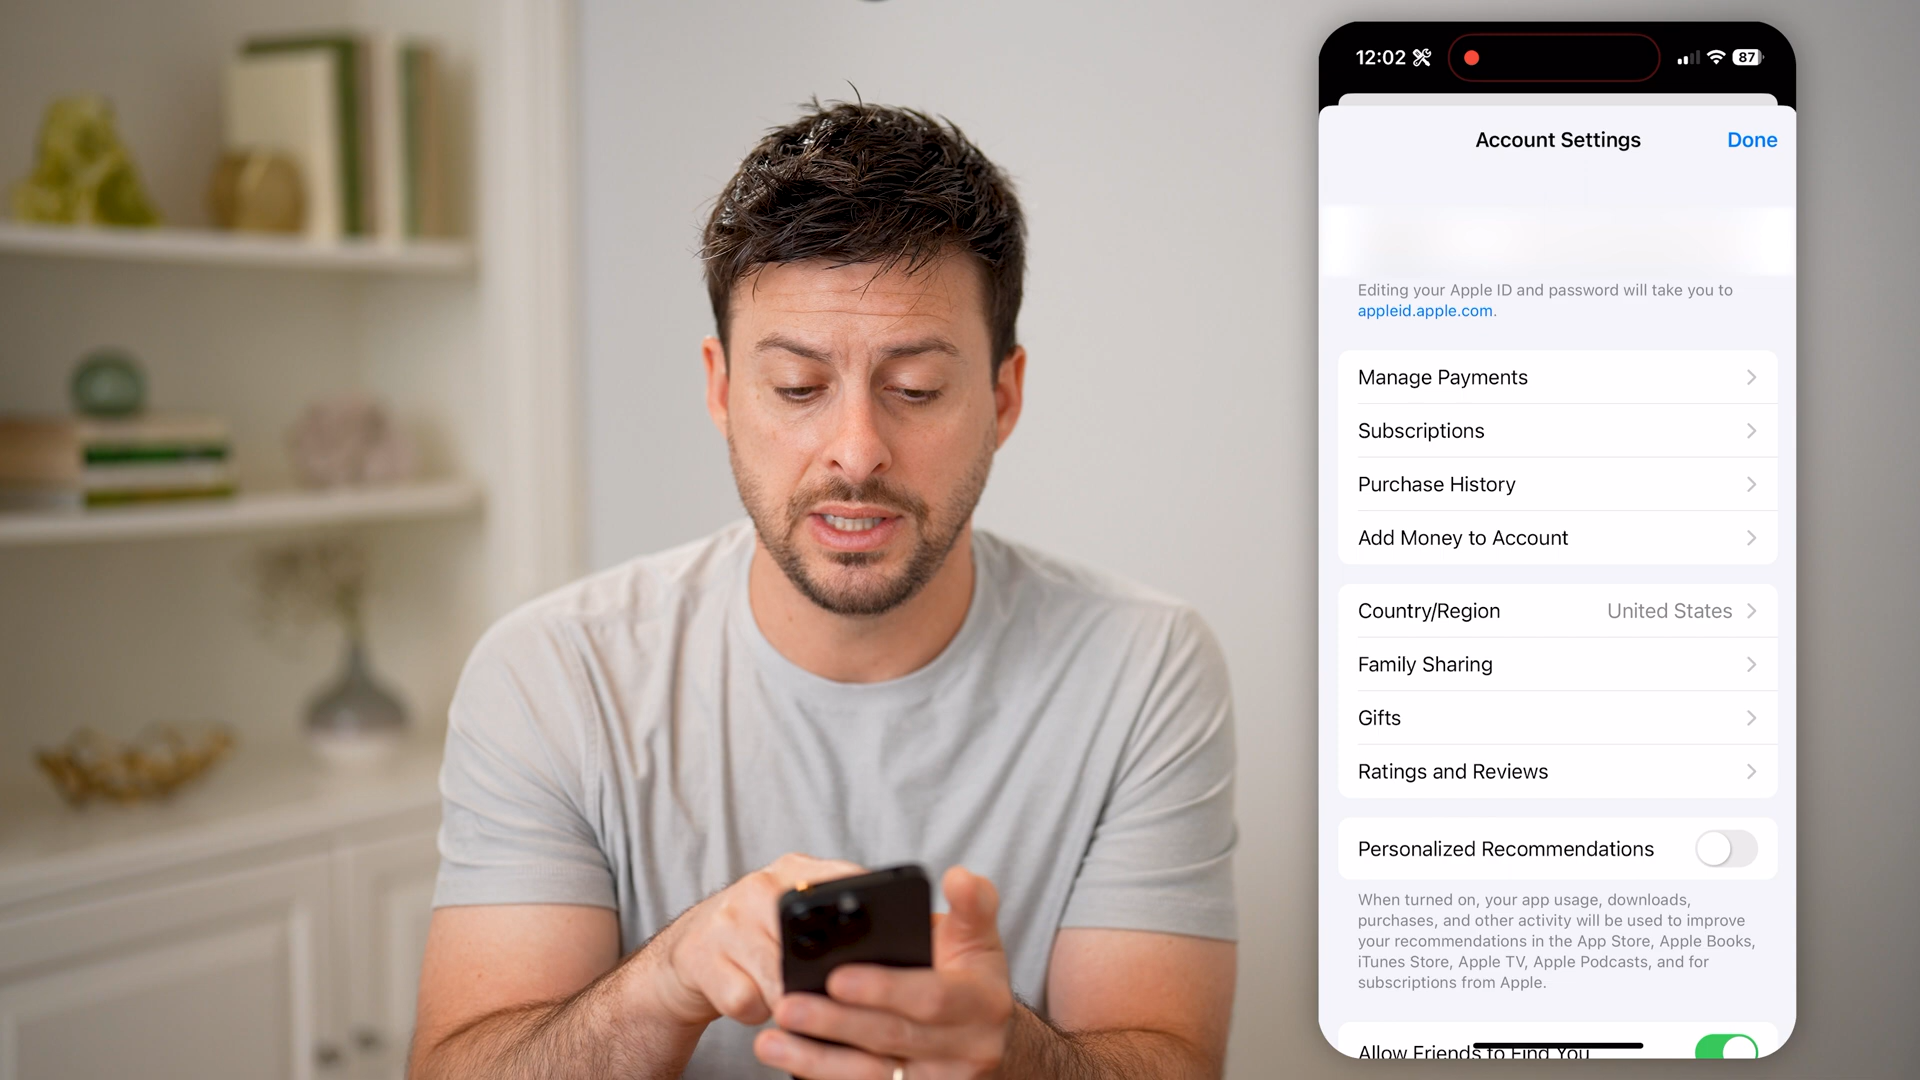 12:02
87
Account Settings
Done
Editing your Apple ID and password will take you to
appleid.apple.com.
Manage Payments
Subscriptions
Purchase History
Add Money to Account
Country/Region United States
Family Sharing
Gifts
Ratings and Reviews
Personalized Recommendations
When turned on, your app usage, downloads,
purchases, and other activity will be used to improve
your recommendations in the App Store, Apple Books,
iTunes Store, Apple TV, Apple Podcasts, and for
subscriptions from Apple.
Allow Friends to Find You